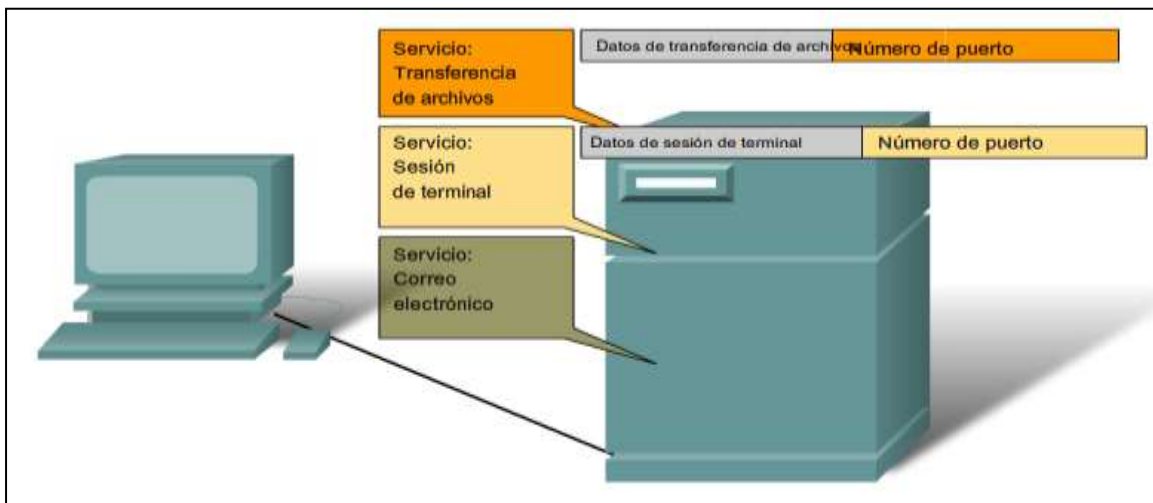 Servicio:
Transferencia
de archivos
Datos de transferencia de archivos
Número de puerto
Servicio:
Sesión
de terminal
Datos de sesión de terminal
Número de puerto
Servicio:
Correo
electrónico